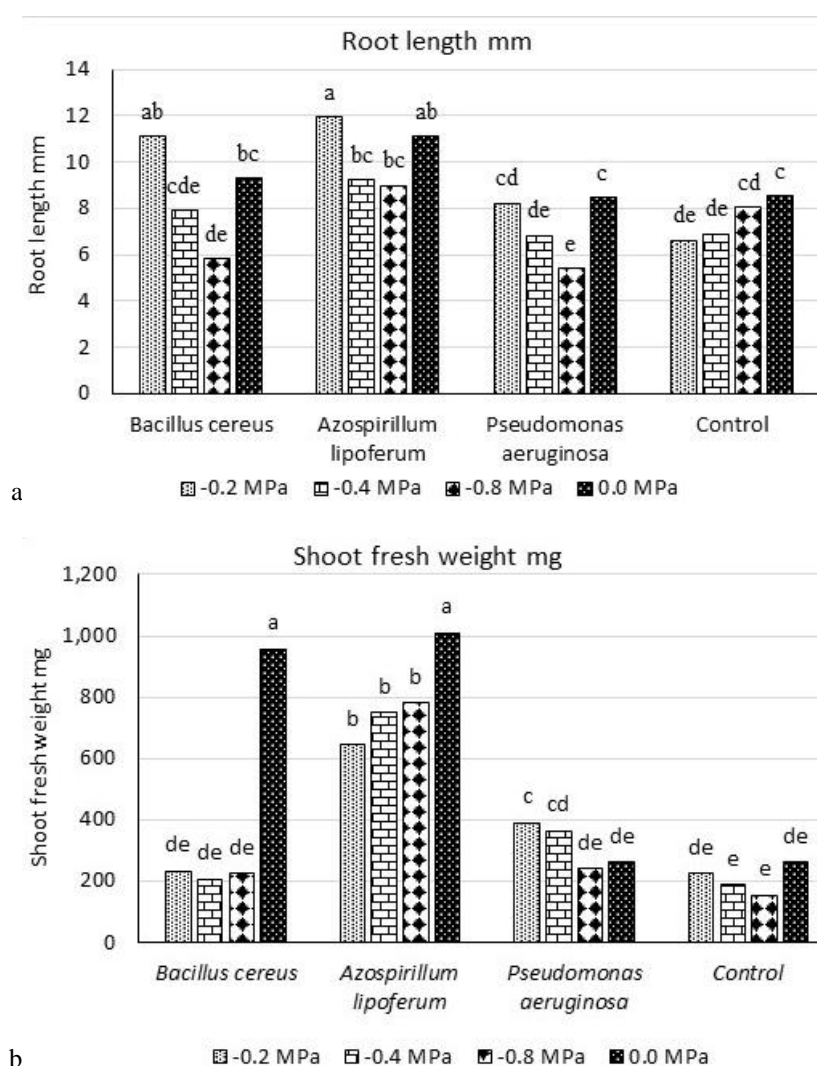 Root length mm
14
12
10
8
6
4
2
0
Root length mm
ab
cde
de
bc
a
bc
bc
ab
cd
de
e
c
de
de
cd
c
Bacillus cereus
Azospirillum
lipoferum
Pseudomonas
aeruginosa
Control
-0.2 MPa -0.4 MPa -0.8 MPa 0.0 MPa
a
Shoot fresh weight mg
1,200
1,000
800
600
400
200
0
Shoot fresh weight mg
de
de
de
a
b
b
b
a
c
cd
de
de
de
e
e
de
Bacillus cereus
Azospirillum
lipoferum
Pseudomonas
aeruginosa
Control
-0.2 MPa -0.4 MPa -0.8 MPa 0.0 MPa
b